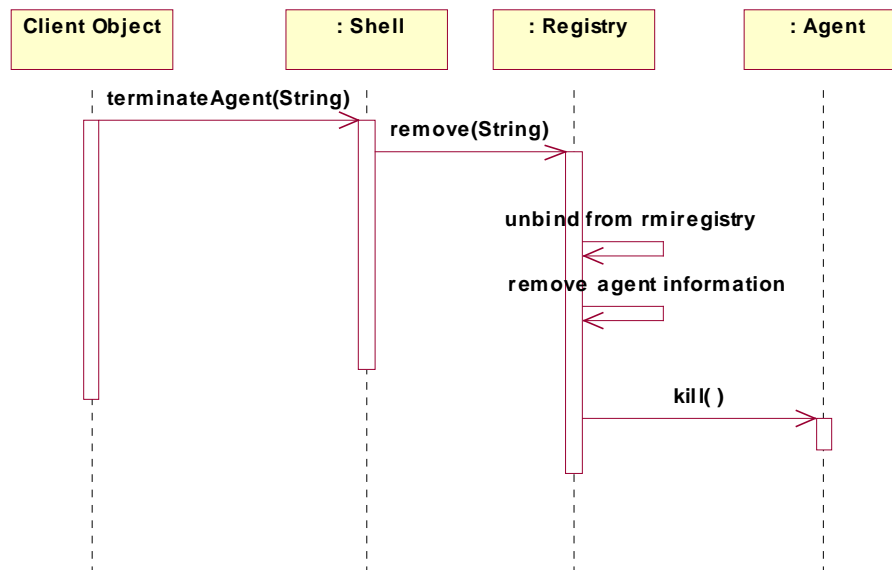 Client Object
: Shell
: Registry
: Agent
terminateAgent(String)
remove(String)
unbind from rmiregistry
remove agent information
kill( )